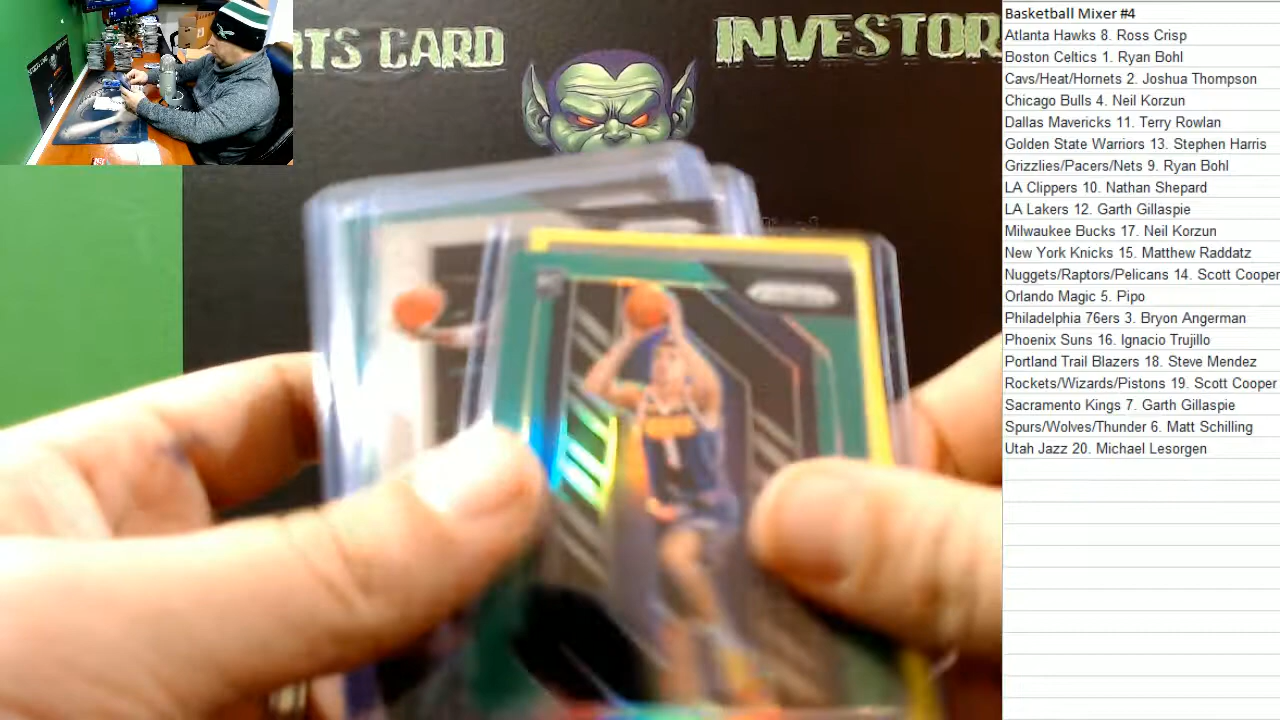 RTS CARD
INVESTOR
Basketball Mixer #4
Atlanta Hawks 8. Ross Crisp
Boston Celtics 1. Ryan Bohl
Cavs/Heat/Hornets 2. Joshua Thompson
Chicago Bulls 4. Neil Korzun
Dallas Mavericks 11. Terry Rowlan
Golden State Warriors 13. Stephen Harris
Grizzlies/Pacers/Nets 9. Ryan Bohl
LA Clippers 10. Nathan Shepard
LA Lakers 12. Garth Gillaspie
Milwaukee Bucks 17. Neil Korzun
New York Knicks 15. Matthew Raddatz
Nuggets/Raptors/Pelicans 14. Scott Cooper
Orlando Magic 5. Pipo
Philadelphia 76ers 3. Bryon Angerman
Phoenix Suns 16. Ignacio Trujillo
Portland Trail Blazers 18. Steve Mendez
Rockets/Wizards/Pistons 19. Scott Cooper
Sacramento Kings 7. Garth Gillaspie
Spurs/Wolves/Thunder 6. Matt Schilling
Utah Jazz 20. Michael Lesorgen